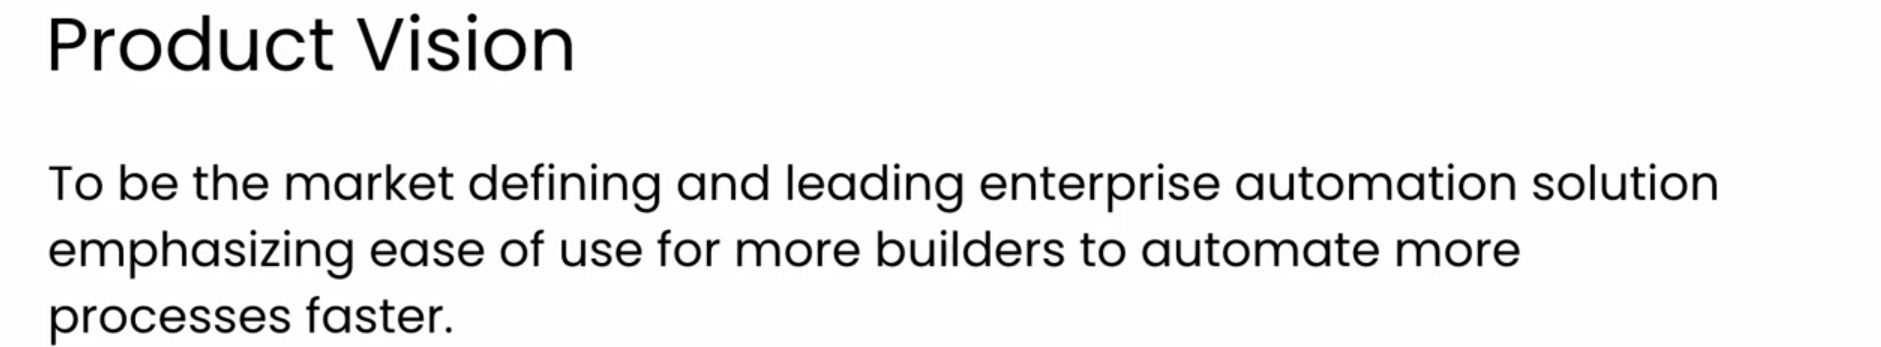 Product Vision
To be the market defining and leading enterprise automation solution
emphasizing ease of use for more builders to automate more
processes faster.